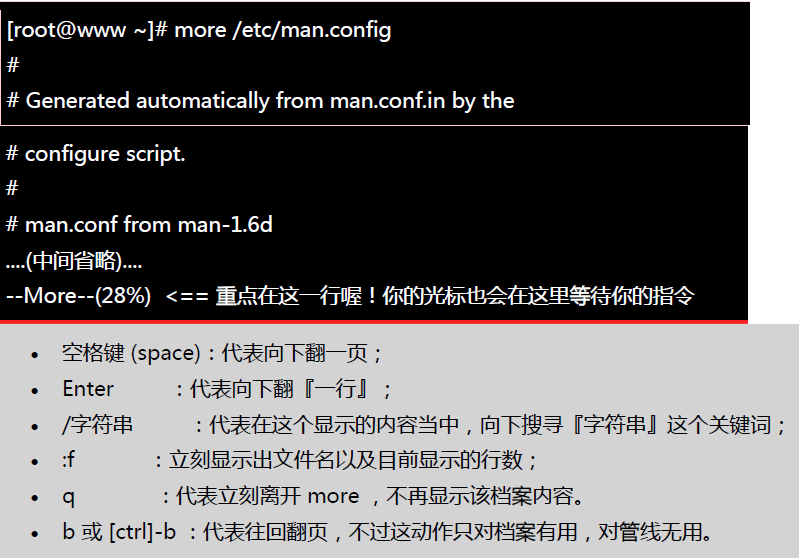 [root@www ~]# more /etc/man.config
#
# Generated automatically from man.conf.in by the
# configure script.
#
# man.conf from man-1.6d
....(中间省略)....
--More--(28%) <== 重点在这一行喔！你的光标也会在这里等待你的指令
• 空格键 (space)：代表向下翻一页；
• Enter ：代表向下翻『一行』；
• /字符串 ：代表在这个显示的内容当中，向下搜寻『字符串』这个关键词；
• :f ：立刻显示出文件名以及目前显示的行数；
• q ：代表立刻离开 more ，不再显示该档案内容。
• b 或 [ctrl]-b ：代表往回翻页，不过这动作只对档案有用，对管线无用。